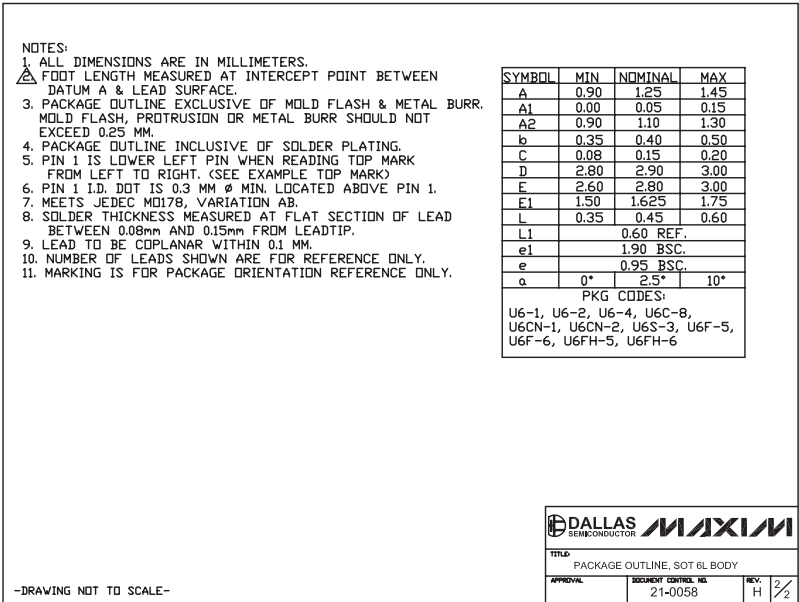 NOTES:
1. ALL DIMENSIONS ARE IN MILLIMETERS.
2. FOOT LENGTH MEASURED AT INTERCEPT POINT BETWEEN
DATUM A & LEAD SURFACE.
3. PACKAGE OUTLINE EXCLUSIVE OF MOLD FLASH & METAL BURR.
MOLD FLASH, PROTRUSION OR METAL BURR SHOULD NOT
EXCEED 0.25 MM.
4. PACKAGE OUTLINE INCLUSIVE OF SOLDER PLATING.
5. PIN 1 IS LOWER LEFT PIN WHEN READING TOP MARK
FROM LEFT TO RIGHT. (SEE EXAMPLE TOP MARK)
6. PIN 1 I.D. DOT IS 0.3 MM ø MIN. LOCATED ABOVE PIN 1.
7. MEETS JEDEC MO178, VARIATION AB.
8. SOLDER THICKNESS MEASURED AT FLAT SECTION OF LEAD
BETWEEN 0.08mm AND 0.15mm FROM LEADTIP.
9. LEAD TO BE COPLANAR WITHIN 0.1 MM.
10. NUMBER OF LEADS SHOWN ARE FOR REFERENCE ONLY.
11. MARKING IS FOR PACKAGE ORIENTATION REFERENCE ONLY.
SYMBOL MIN NOMINAL MAX
A 0.90 1.25 1.45
A1 0.00 0.05 0.15
A2 0.90 1.10 1.30
b 0.35 0.40 0.50
C 0.08 0.15 0.20
D 2.80 2.90 3.00
E 2.60 2.80 3.00
E1 1.50 1.625 1.75
L 0.35 0.45 0.60
L1 0.60 REF.
e1 1.90 BSC.
e 0.95 BSC.
α 0° 2.5° 10°
PKG CODES:
U6-1, U6-2, U6-4, U6C-8,
U6CN-1, U6CN-2, U6S-3, U6F-5,
U6F-6, U6FH-5, U6FH-6
DALLAS SEMICONDUCTOR MAXIM
TITLE:
PACKAGE OUTLINE, SOT 6L BODY
APPROVAL DOCUMENT CONTROL NO. REV.
21-0058 H 2/2
-DRAWING NOT TO SCALE-